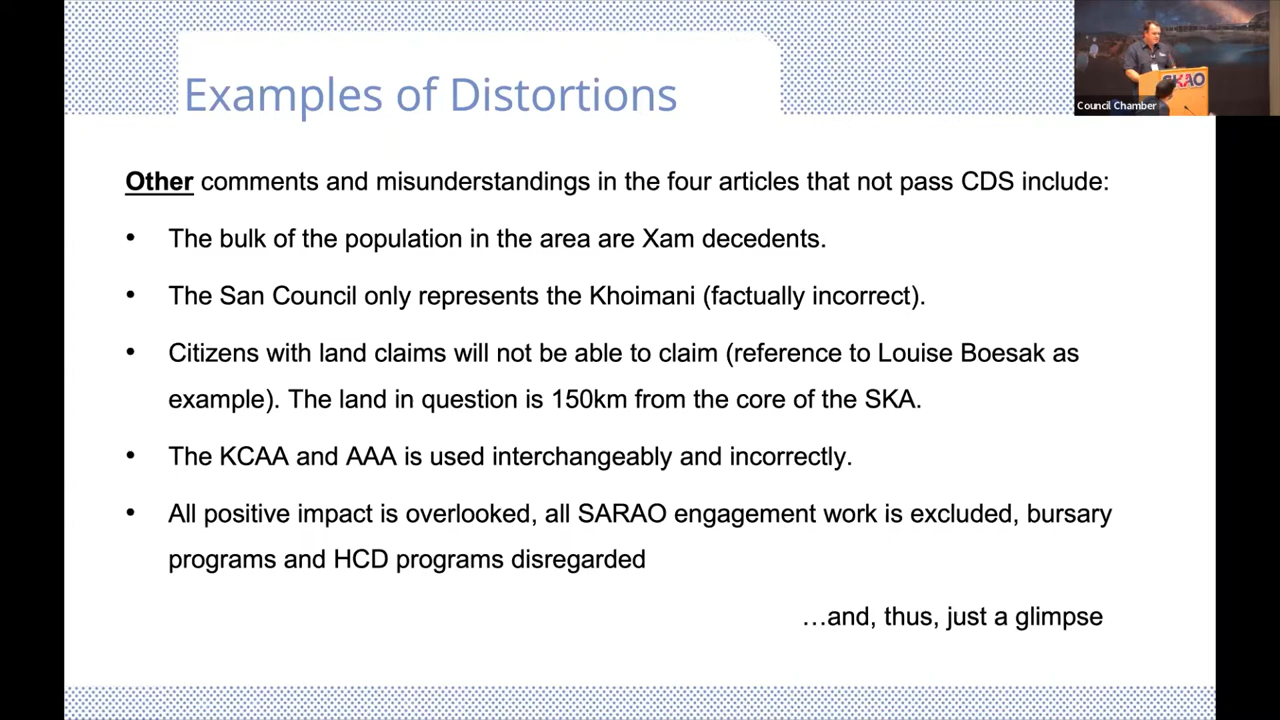 Examples of Distortions
SKAO
Council Chamber
Other comments and misunderstandings in the four articles that not pass CDS include:
• The bulk of the population in the area are Xam decedents.
• The San Council only represents the Khoimani (factually incorrect).
• Citizens with land claims will not be able to claim (reference to Louise Boesak as
example). The land in question is 150km from the core of the SKA.
• The KCAA and AAA is used interchangeably and incorrectly.
• All positive impact is overlooked, all SARAO engagement work is excluded, bursary
programs and HCD programs disregarded
…and, thus, just a glimpse